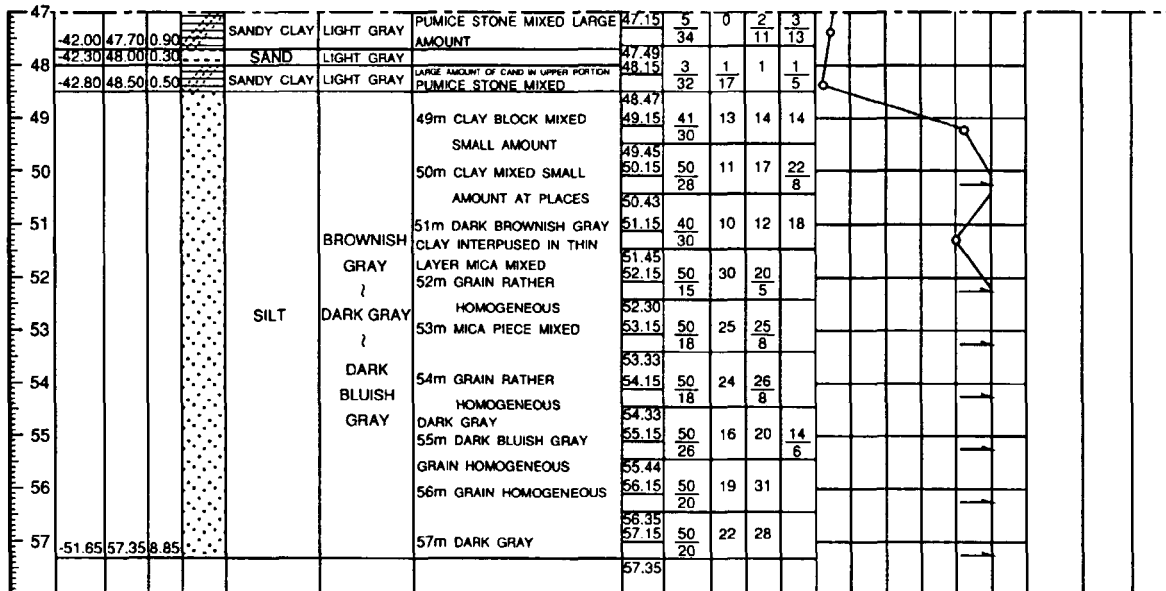 47
-42.00 47.70 0.90 SANDY CLAY LIGHT GRAY PUMICE STONE MIXED LARGE AMOUNT 47.15 5/34 0 2/11 3/13
47.49
-42.30 48.00 0.30 SAND LIGHT GRAY
48
-42.80 48.50 0.50 SANDY CLAY LIGHT GRAY LARGE AMOUNT OF CAND IN UPPER PORTION
PUMICE STONE MIXED 48.15 3/32 1/17 1 1/5
48.47
49 49m CLAY BLOCK MIXED 49.15 41/30 13 14 14
SMALL AMOUNT
49.45
50 50m CLAY MIXED SMALL 50.15 50/28 11 17 22/8
AMOUNT AT PLACES
50.43
51 51m DARK BROWNISH GRAY 51.15 40/30 10 12 18
BROWNISH CLAY INTERPUSED IN THIN
51.45
GRAY LAYER MICA MIXED
52 52m GRAIN RATHER 52.15 50/15 30 20/5
~
HOMOGENEOUS 52.30
SILT DARK GRAY
53 53m MICA PIECE MIXED 53.15 50/18 25 25/8
~
53.33
DARK
54 54m GRAIN RATHER 54.15 50/18 24 26/8
BLUISH HOMOGENEOUS
54.33
GRAY DARK GRAY
55 55m DARK BLUISH GRAY 55.15 50/26 16 20 14/6
GRAIN HOMOGENEOUS 55.44
56 56m GRAIN HOMOGENEOUS 56.15 50/20 19 31
56.35
57 57m DARK GRAY 57.15 50/20 22 28
-51.65 57.35 8.85
57.35